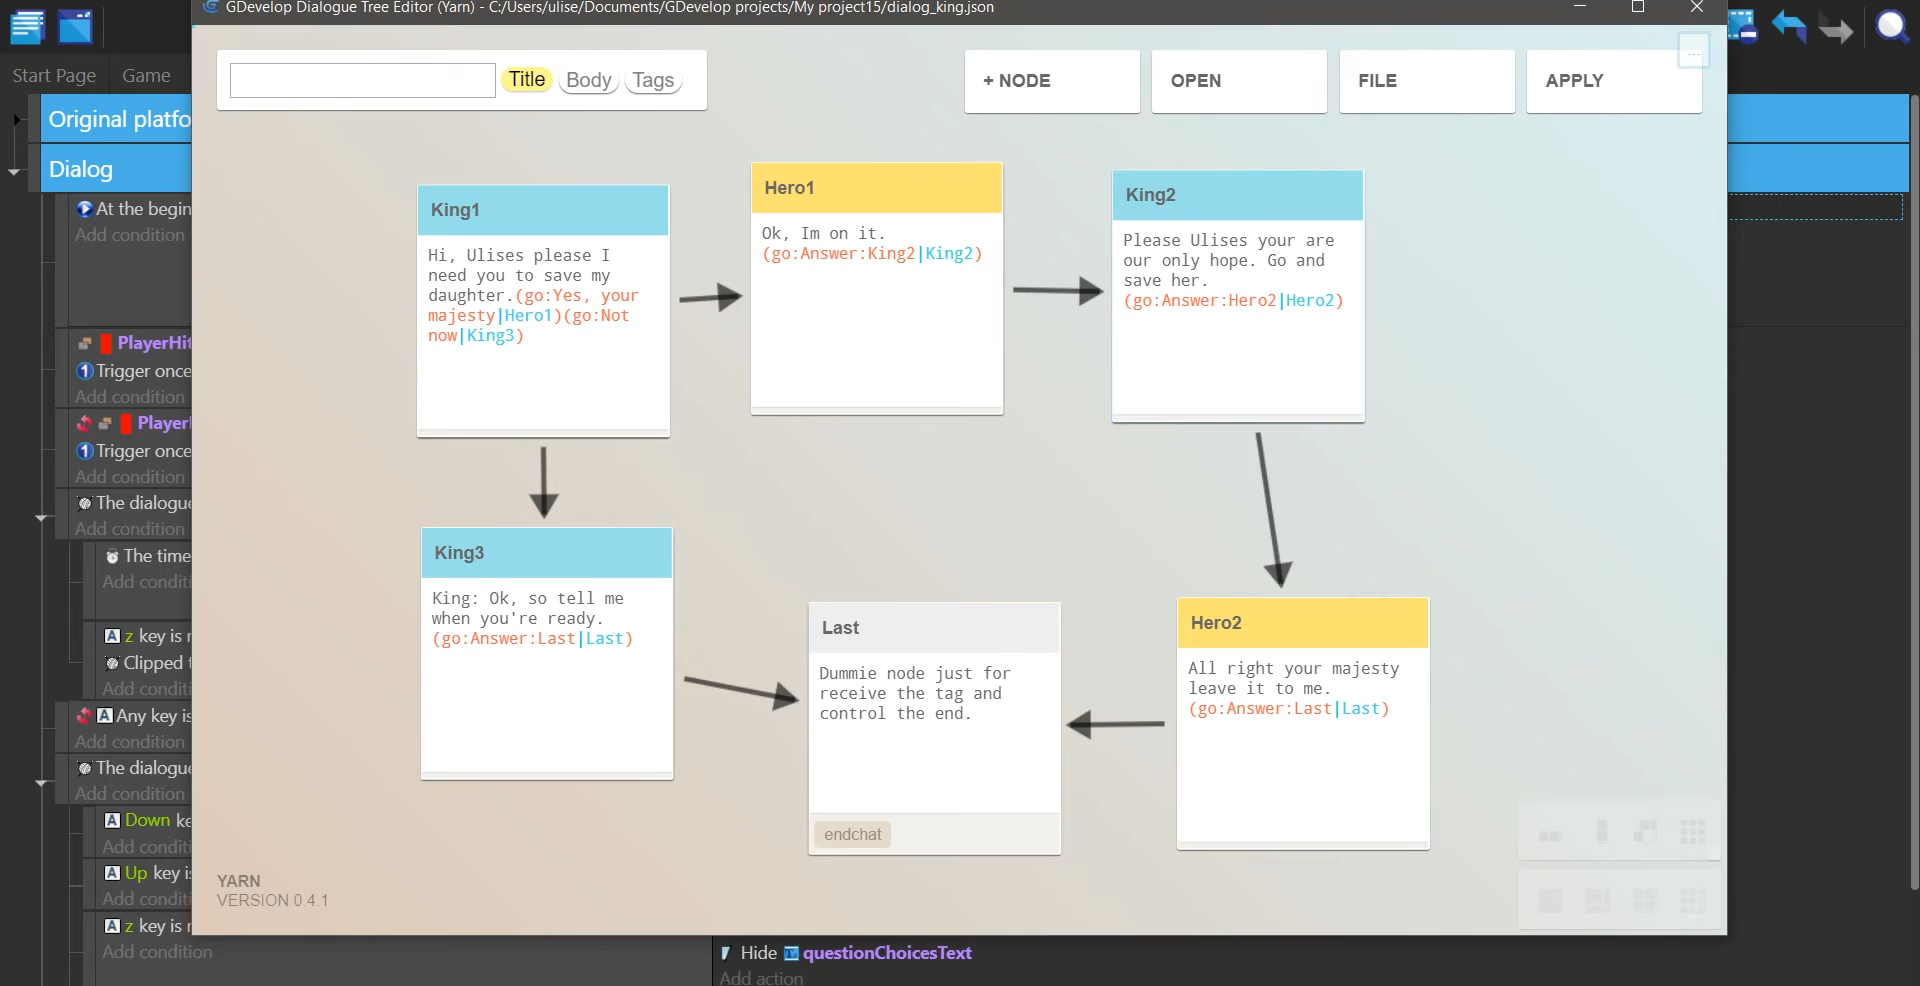 GDevelop Dialogue Tree Editor (Yarn) - C:/Users/ulise/Documents/GDevelop projects/My project15/dialog_king.json
Start Page
Game
Title
Body
Tags
+ NODE
OPEN
FILE
APPLY
Original platfo
Dialog
At the begin
Add condition
PlayerHit
Trigger once
Add condition
Player
Trigger once
Add condition
The dialogue
Add condition
The time
Add conditi
z key is
Clipped
Add conditi
Any key is
Add condition
The dialogue
Add condition
Down ke
Add conditi
Up key i
Add conditi
z key is
Add condition
King1
Hi, Ulises please I
need you to save my
daughter.(go:Yes, your
majesty|Hero1)(go:Not
now|King3)
Hero1
Ok, Im on it.
(go:Answer:King2|King2)
King2
Please Ulises your are
our only hope. Go and
save her.
(go:Answer:Hero2|Hero2)
King3
King: Ok, so tell me
when you're ready.
(go:Answer:Last|Last)
Last
Dummie node just for
receive the tag and
control the end.
endchat
Hero2
All right your majesty
leave it to me.
(go:Answer:Last|Last)
YARN
VERSION 0.4.1
Hide questionChoicesText
Add action